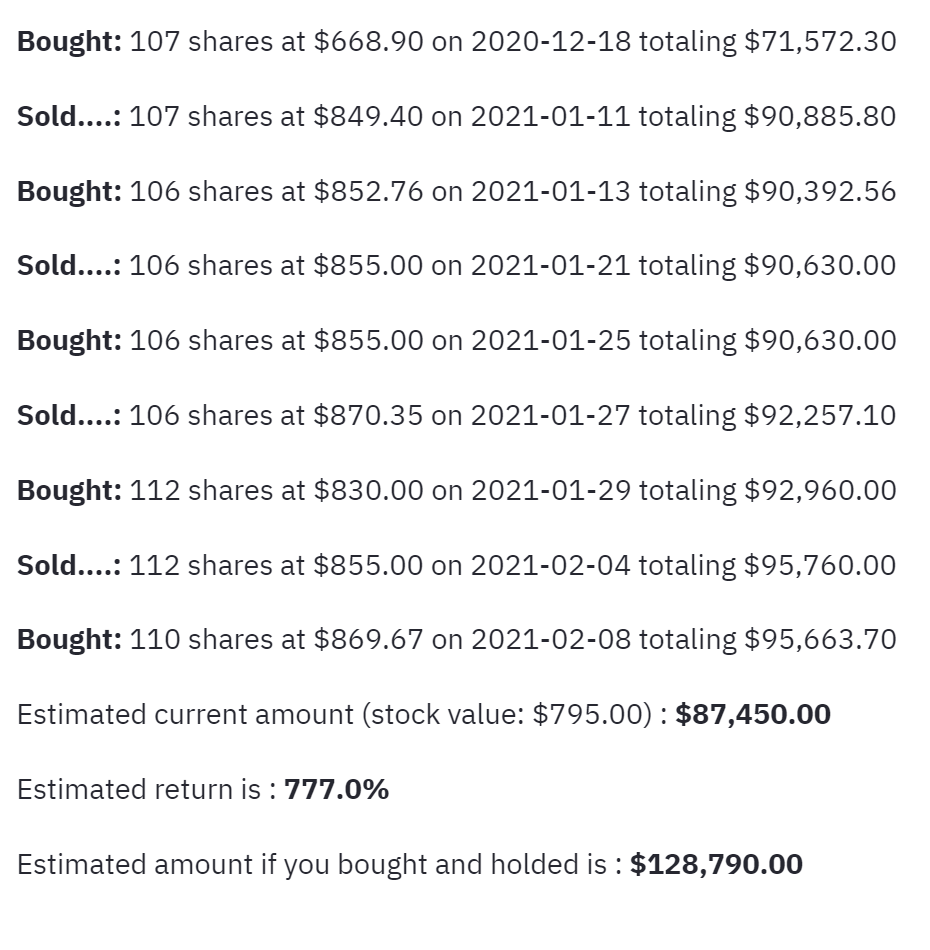 Bought: 107 shares at $668.90 on 2020-12-18 totaling $71,572.30
Sold....: 107 shares at $849.40 on 2021-01-11 totaling $90,885.80
Bought: 106 shares at $852.76 on 2021-01-13 totaling $90,392.56
Sold....: 106 shares at $855.00 on 2021-01-21 totaling $90,630.00
Bought: 106 shares at $855.00 on 2021-01-25 totaling $90,630.00
Sold....: 106 shares at $870.35 on 2021-01-27 totaling $92,257.10
Bought: 112 shares at $830.00 on 2021-01-29 totaling $92,960.00
Sold....: 112 shares at $855.00 on 2021-02-04 totaling $95,760.00
Bought: 110 shares at $869.67 on 2021-02-08 totaling $95,663.70
Estimated current amount (stock value: $795.00) : $87,450.00
Estimated return is : 777.0%
Estimated amount if you bought and holded is : $128,790.00